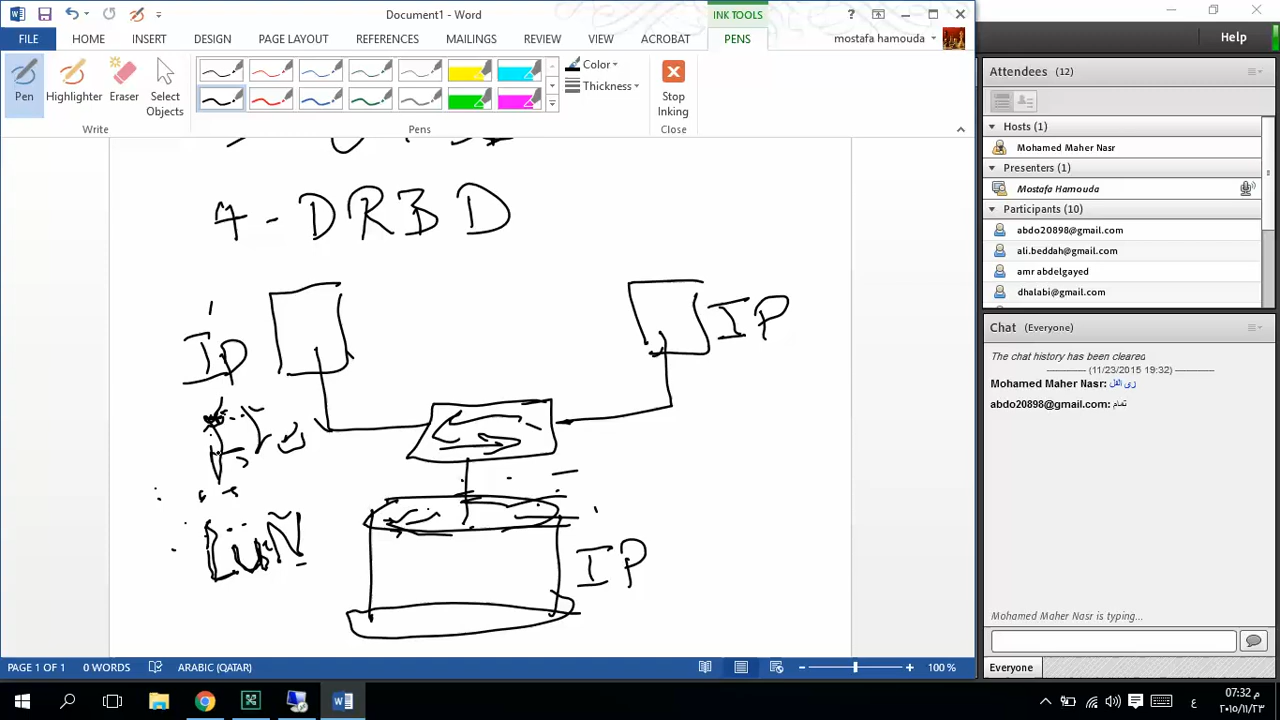 Document1 - Word
INK TOOLS
FILE
HOME
INSERT
DESIGN
PAGE LAYOUT
REFERENCES
MAILINGS
REVIEW
VIEW
ACROBAT
PENS
mostafa hamouda
Help
Pen
Highlighter
Eraser
Select Objects
Color
Thickness
Stop Inking
Write
Pens
Close
4 - DRBD
IP
IP
LUN
IP
Attendees (12)
Hosts (1)
Mohamed Maher Nasr
Presenters (1)
Mostafa Hamouda
Participants (10)
abdo20898@gmail.com
ali.beddah@gmail.com
amr abdelgayed
dhalabi@gmail.com
Chat (Everyone)
The chat history has been cleared
(11/23/2015 19:32)
Mohamed Maher Nasr: زى الفل
abdo20898@gmail.com: تمام
Mohamed Maher Nasr is typing...
Everyone
PAGE 1 OF 1
0 WORDS
ARABIC (QATAR)
100 %
ع
07:32 م
٢٠١٥/١١/٢٣